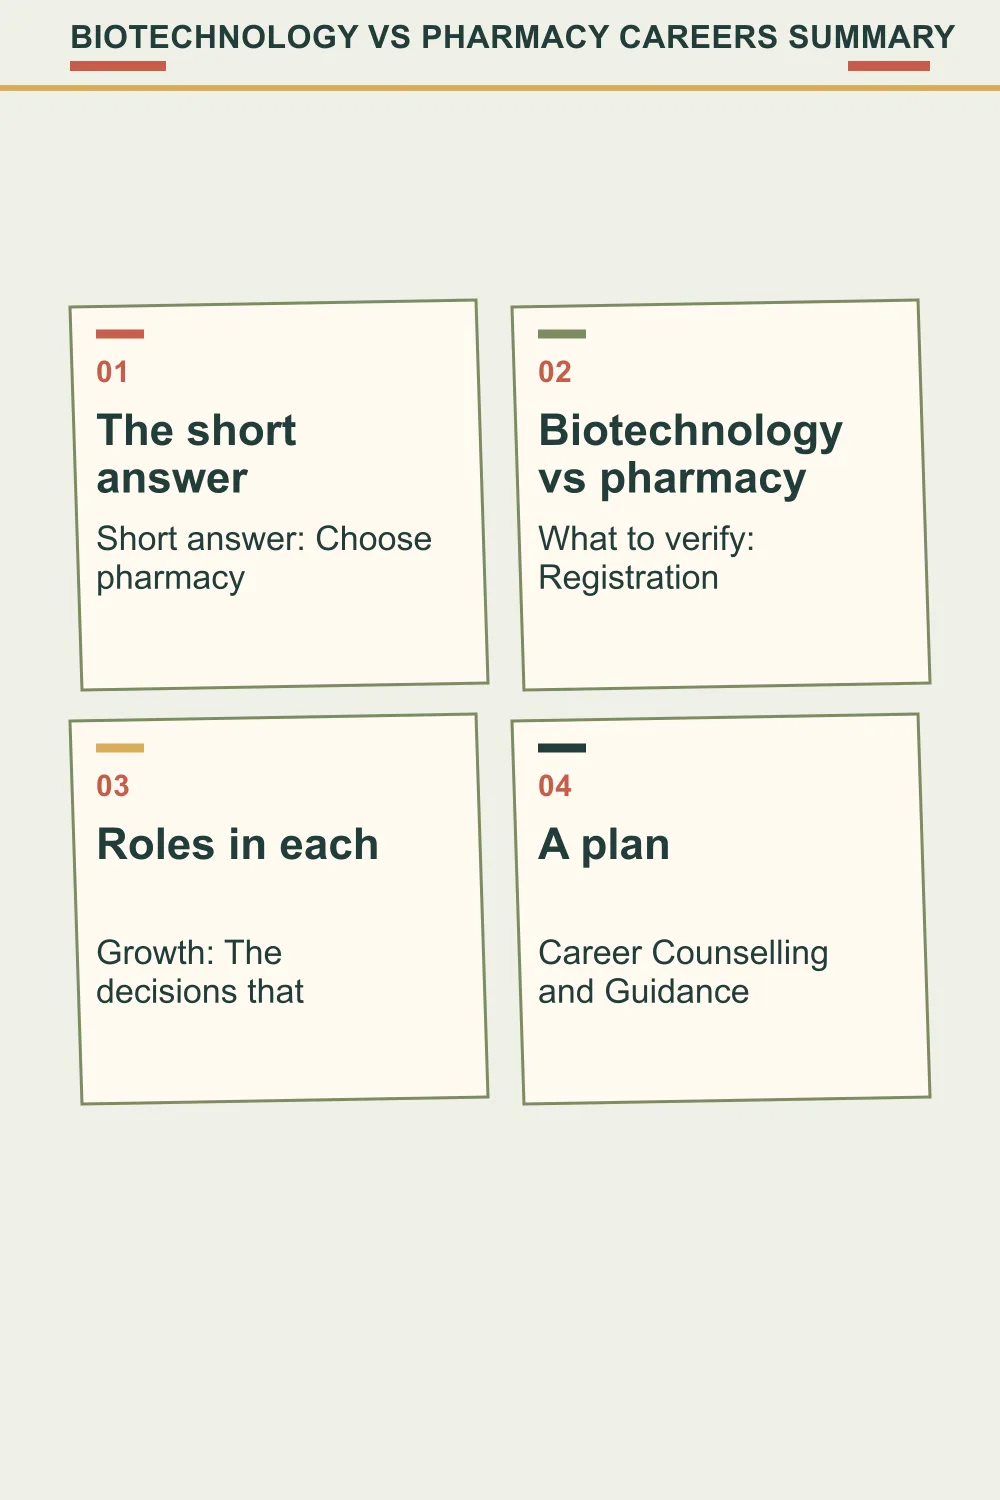 BIOTECHNOLOGY VS PHARMACY CAREERS SUMMARY
01
The short
answer
Short answer: Choose
pharmacy
02
Biotechnology
vs pharmacy
What to verify:
Registration
03
Roles in each
Growth: The
decisions that
04
A plan
Career Counselling
and Guidance